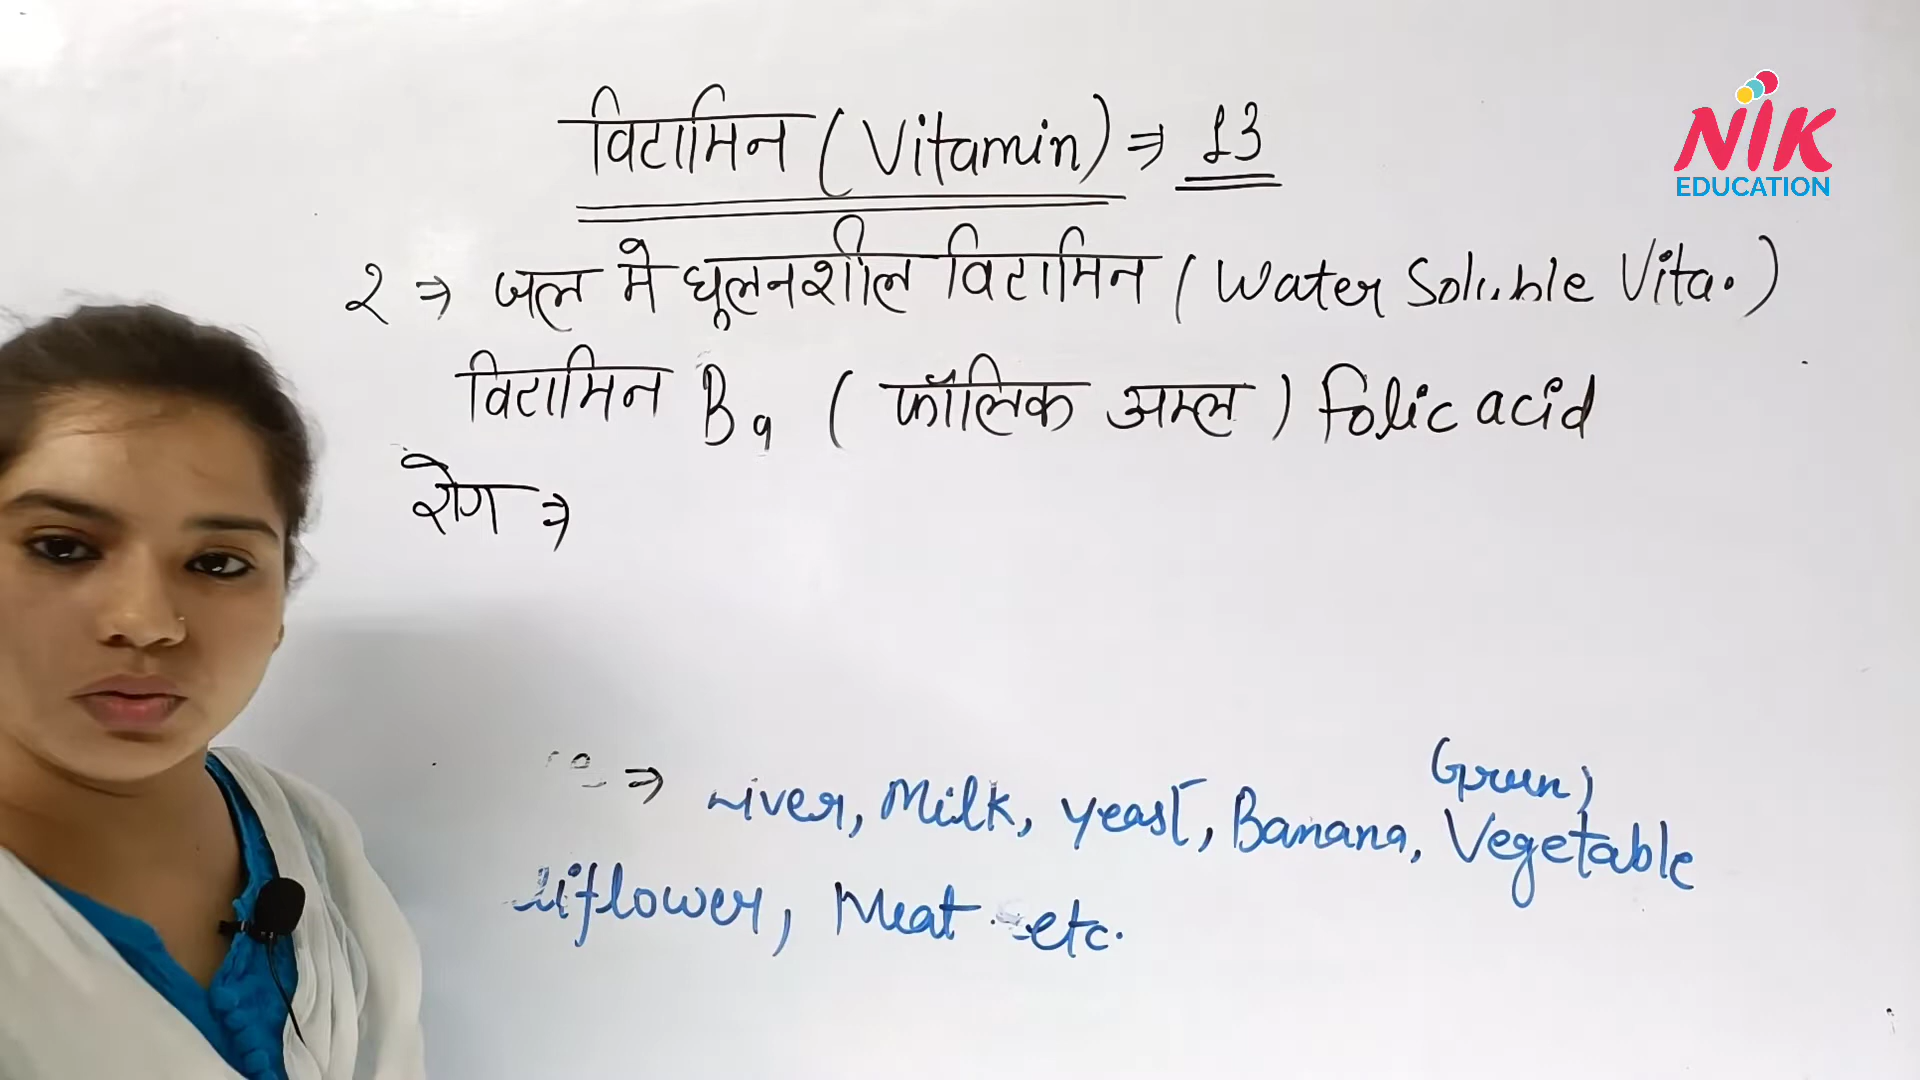 NIK
EDUCATION
विटामिन (Vitamin) ⇒ 13
2 ⇒ जल मे घूलनशील विटामिन (Water Soluble Vita.)
विटामिन B9 (फॉलिक अम्ल) folic acid
रोग ⇒
Green,
⇒ Liver, Milk, yeast, Banana, Vegetable
uliflower, Meat etc.